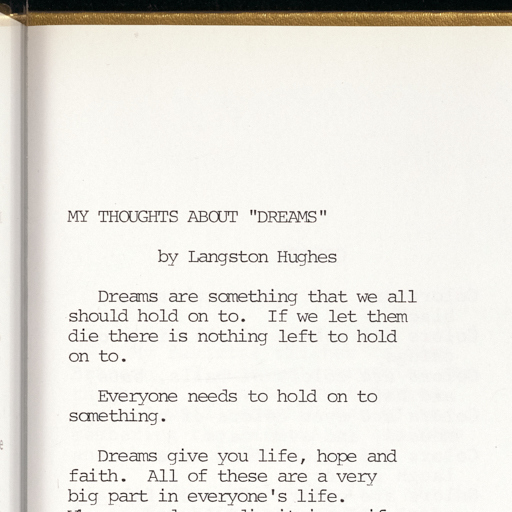 MY THOUGHTS ABOUT "DREAMS"
by Langston Hughes
Dreams are something that we all
should hold on to. If we let them
die there is nothing left to hold
on to.
Everyone needs to hold on to
something.
Dreams give you life, hope and
faith. All of these are a very
big part in everyone's life.